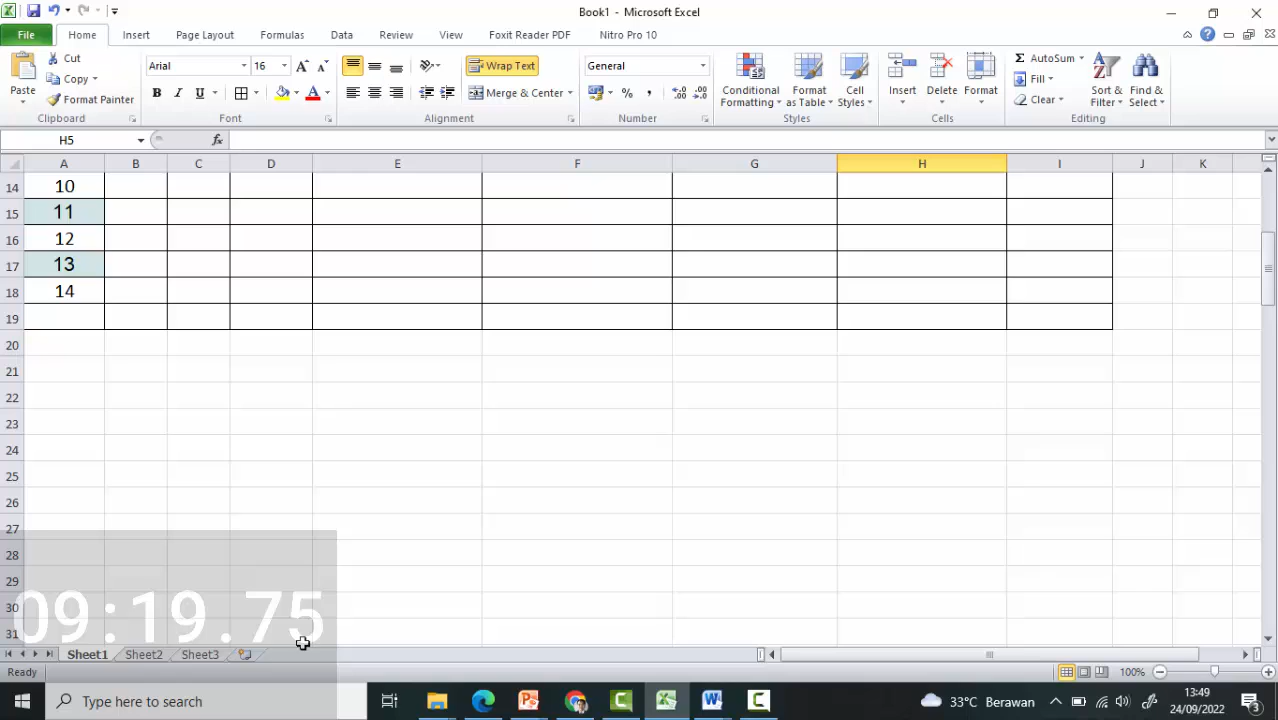 Book1 - Microsoft Excel
File Home Insert Page Layout Formulas Data Review View Foxit Reader PDF Nitro Pro 10
Paste Cut Copy Format Painter Clipboard
Arial 16 B I U A Font
Wrap Text Merge & Center Alignment
General % , Number
Conditional Formatting Format as Table Cell Styles Styles
Insert Delete Format Cells
Σ AutoSum Fill Clear Sort & Filter Find & Select Editing
H5 fx
A B C D E F G H I J K
14 10
15 11
16 12
17 13
18 14
19
20
21
22
23
24
25
26
27
28
29
30
31
09:19.75
Sheet1 Sheet2 Sheet3
Ready 100%
Type here to search 33°C Berawan 13:49
24/09/2022 3